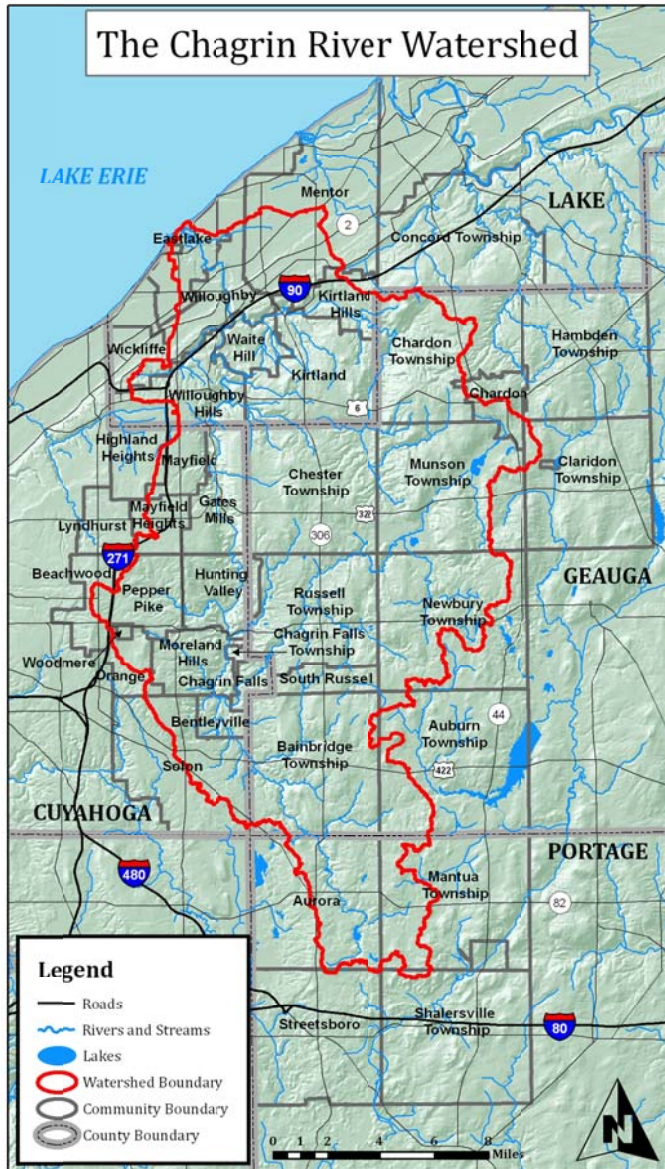 The Chagrin River Watershed
LAKE ERIE
Mentor
LAKE
2
Eastlake
Concord Township
90
Willoughby
Kirtland
Hills
Waite
Hill
Chardon
Township
Hambden
Township
Wickliffe
Kirtland
Willoughby
Hills
6
Chardon
Highland
Heights
Mayfield
Chester
Township
Munson
Township
Claridon
Township
Mayfield
Heights
Gates
Mills
322
Lyndhurst
306
271
Beachwood
Pepper
Pike
Hunting
Valley
Russell
Township
GEAUGA
Newbury
Township
Moreland
Hills
Chagrin Falls
Township
Woodmere
Orange
Chagin Falls
South Russel
Bentleyville
44
Bainbridge
Township
Auburn
Township
422
Solon
CUYAHOGA
PORTAGE
480
Aurora
Mantua
Township
82
Legend
Roads
Rivers and Streams
Lakes
Watershed Boundary
Community Boundary
County Boundary
Streetsboro
Shalersville
Township
80
0 1 2 4 6 8
Miles
N